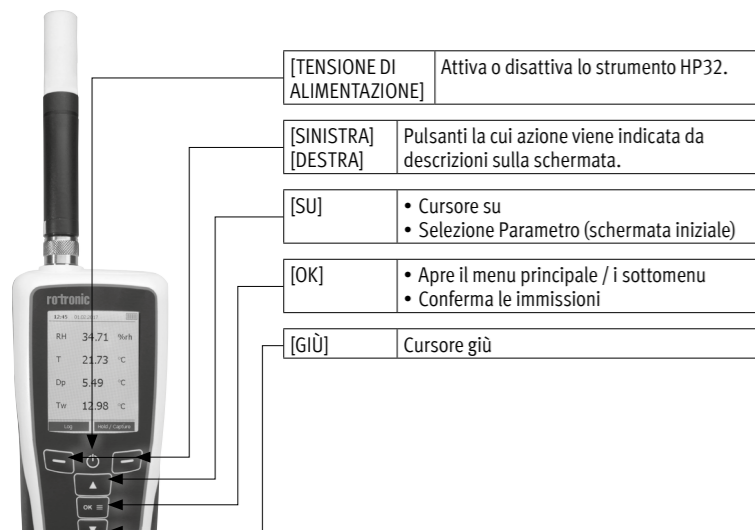 [TENSIONE DI
ALIMENTAZIONE]
Attiva o disattiva lo strumento HP32.
[SINISTRA]
[DESTRA]
Pulsanti la cui azione viene indicata da
descrizioni sulla schermata.
[SU]
• Cursore su
• Selezione Parametro (schermata iniziale)
[OK]
• Apre il menu principale / i sottomenu
• Conferma le immissioni
[GIÙ]
Cursore giù
rotronic
12:45
RH 34.71 %rh
T 21.73 °C
Dp 5.49 °C
Tw 12.98 °C
Log
Hold / Capture
OK